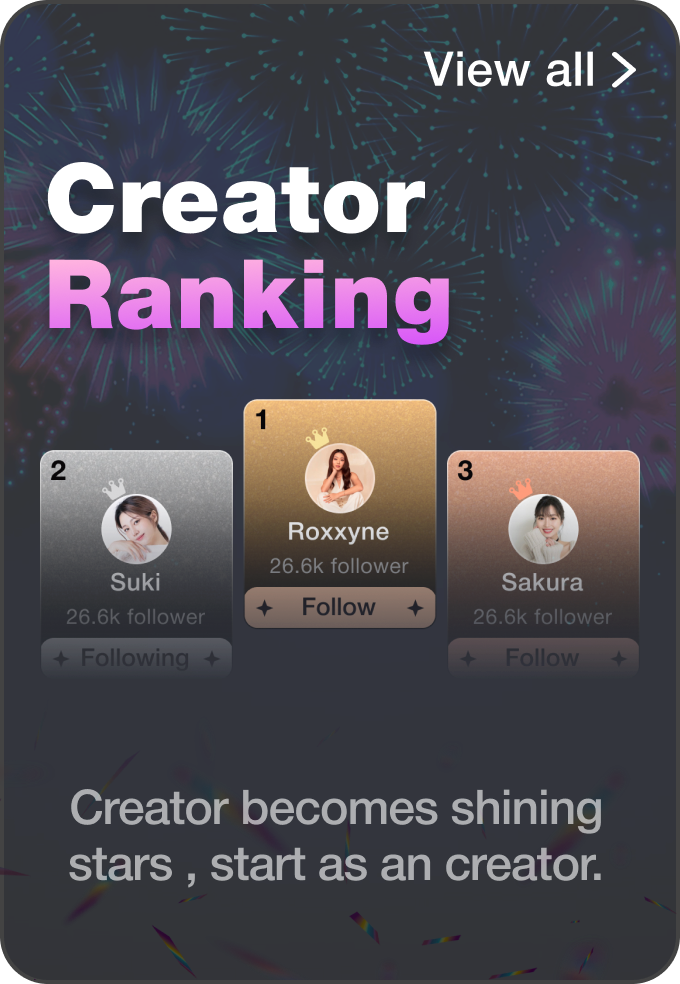 View all
Creator
Ranking
1
Roxxyne
26.6k follower
Follow
2
Suki
26.6k follower
Following
3
Sakura
26.6k follower
Follow
Creator becomes shining
stars , start as an creator.